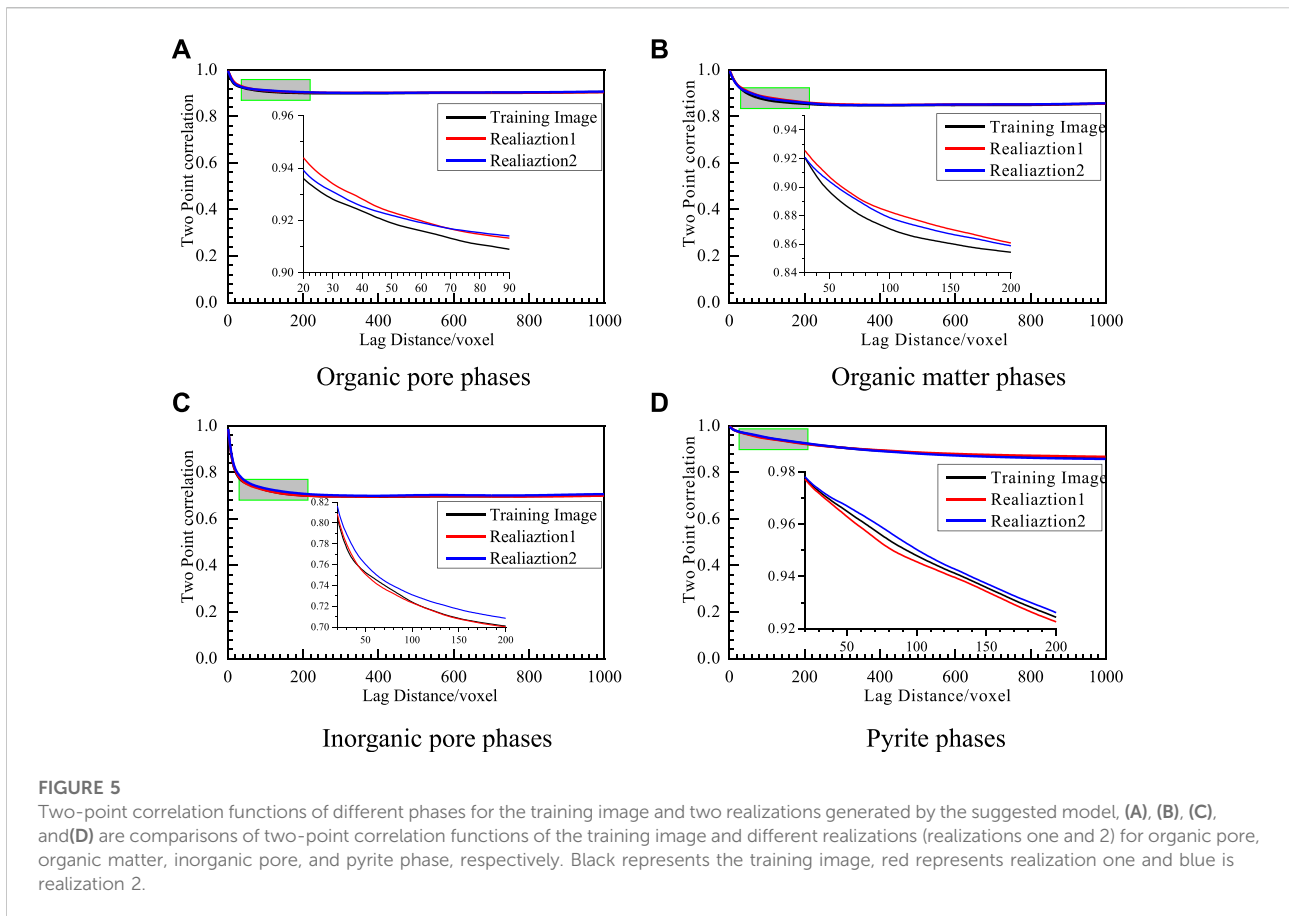 A
1.0
0.8
0.6
0.4
0.2
0.0
Two Point correlation
0.96
0.94
0.92
0.90
20 30 40 50 60 70 80 90
Training Image
Realiaztion1
Realiaztion2
0 200 400 600 800 1000
Lag Distance/voxel
Organic pore phases
B
1.0
0.8
0.6
0.4
0.2
0.0
Two Point correlation
0.94
0.92
0.90
0.88
0.86
0.84
50 100 150 200
Training Image
Realiaztion1
Realiaztion2
0 200 400 600 800 1000
Lag Distance/voxel
Organic matter phases
C
1.0
0.8
0.6
0.4
0.2
0.0
Two Point correlation
0.82
0.80
0.78
0.76
0.74
0.72
0.70
50 100 150 200
Training Image
Realiaztion1
Realiaztion2
0 200 400 600 800 1000
Lag Distance/voxel
Inorganic pore phases
D
1.0
0.8
0.6
0.4
0.2
0.0
Two Point correlation
0.98
0.96
0.94
0.92
50 100 150 200
Training Image
Realiaztion1
Realiaztion2
0 200 400 600 800 1000
Lag Distance/voxel
Pyrite phases
FIGURE 5
Two-point correlation functions of different phases for the training image and two realizations generated by the suggested model, (A), (B), (C),
and(D) are comparisons of two-point correlation functions of the training image and different realizations (realizations one and 2) for organic pore,
organic matter, inorganic pore, and pyrite phase, respectively. Black represents the training image, red represents realization one and blue is
realization 2.